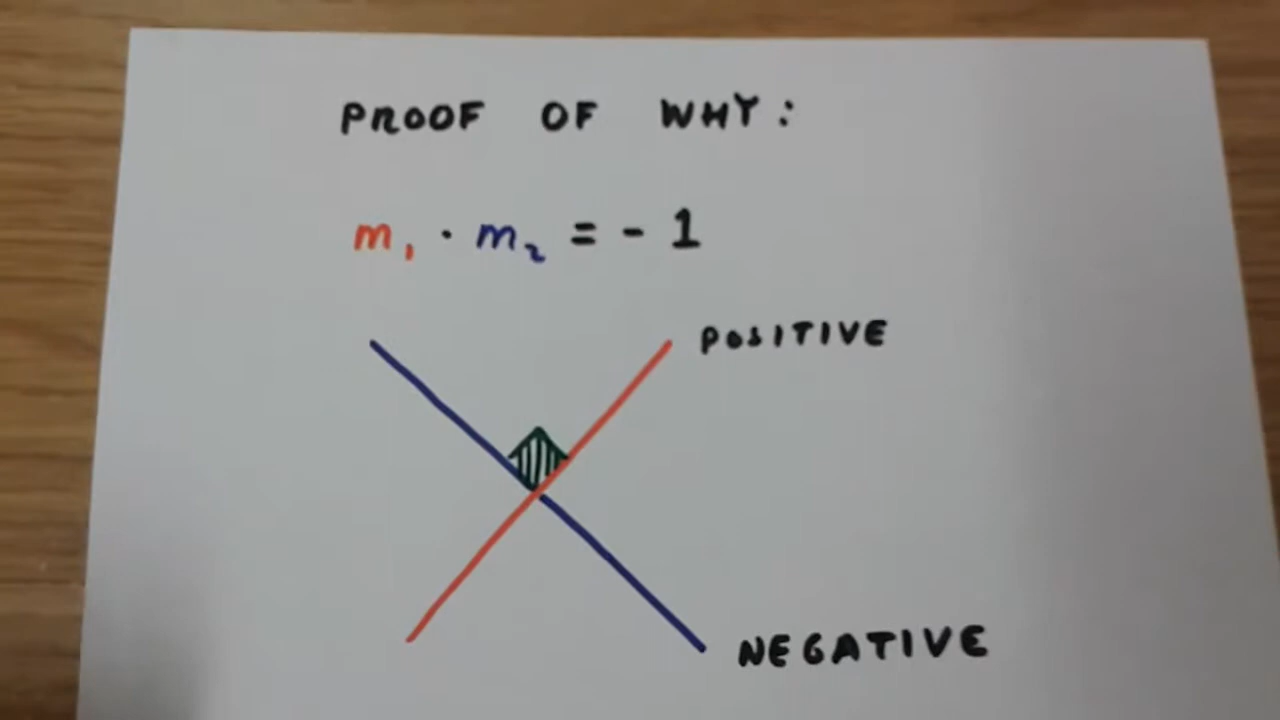 PROOF OF WHY:
m₁ · m₂ = - 1
POSITIVE
NEGATIVE